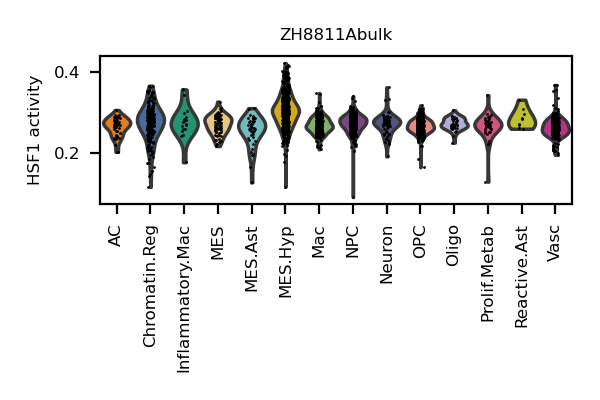 ZH8811Abulk
HSF1 activity
0.4
0.2
AC
Chromatin.Reg
Inflammatory.Mac
MES
MES.Ast
MES.Hyp
Mac
NPC
Neuron
OPC
Oligo
Prolif.Metab
Reactive.Ast
Vasc